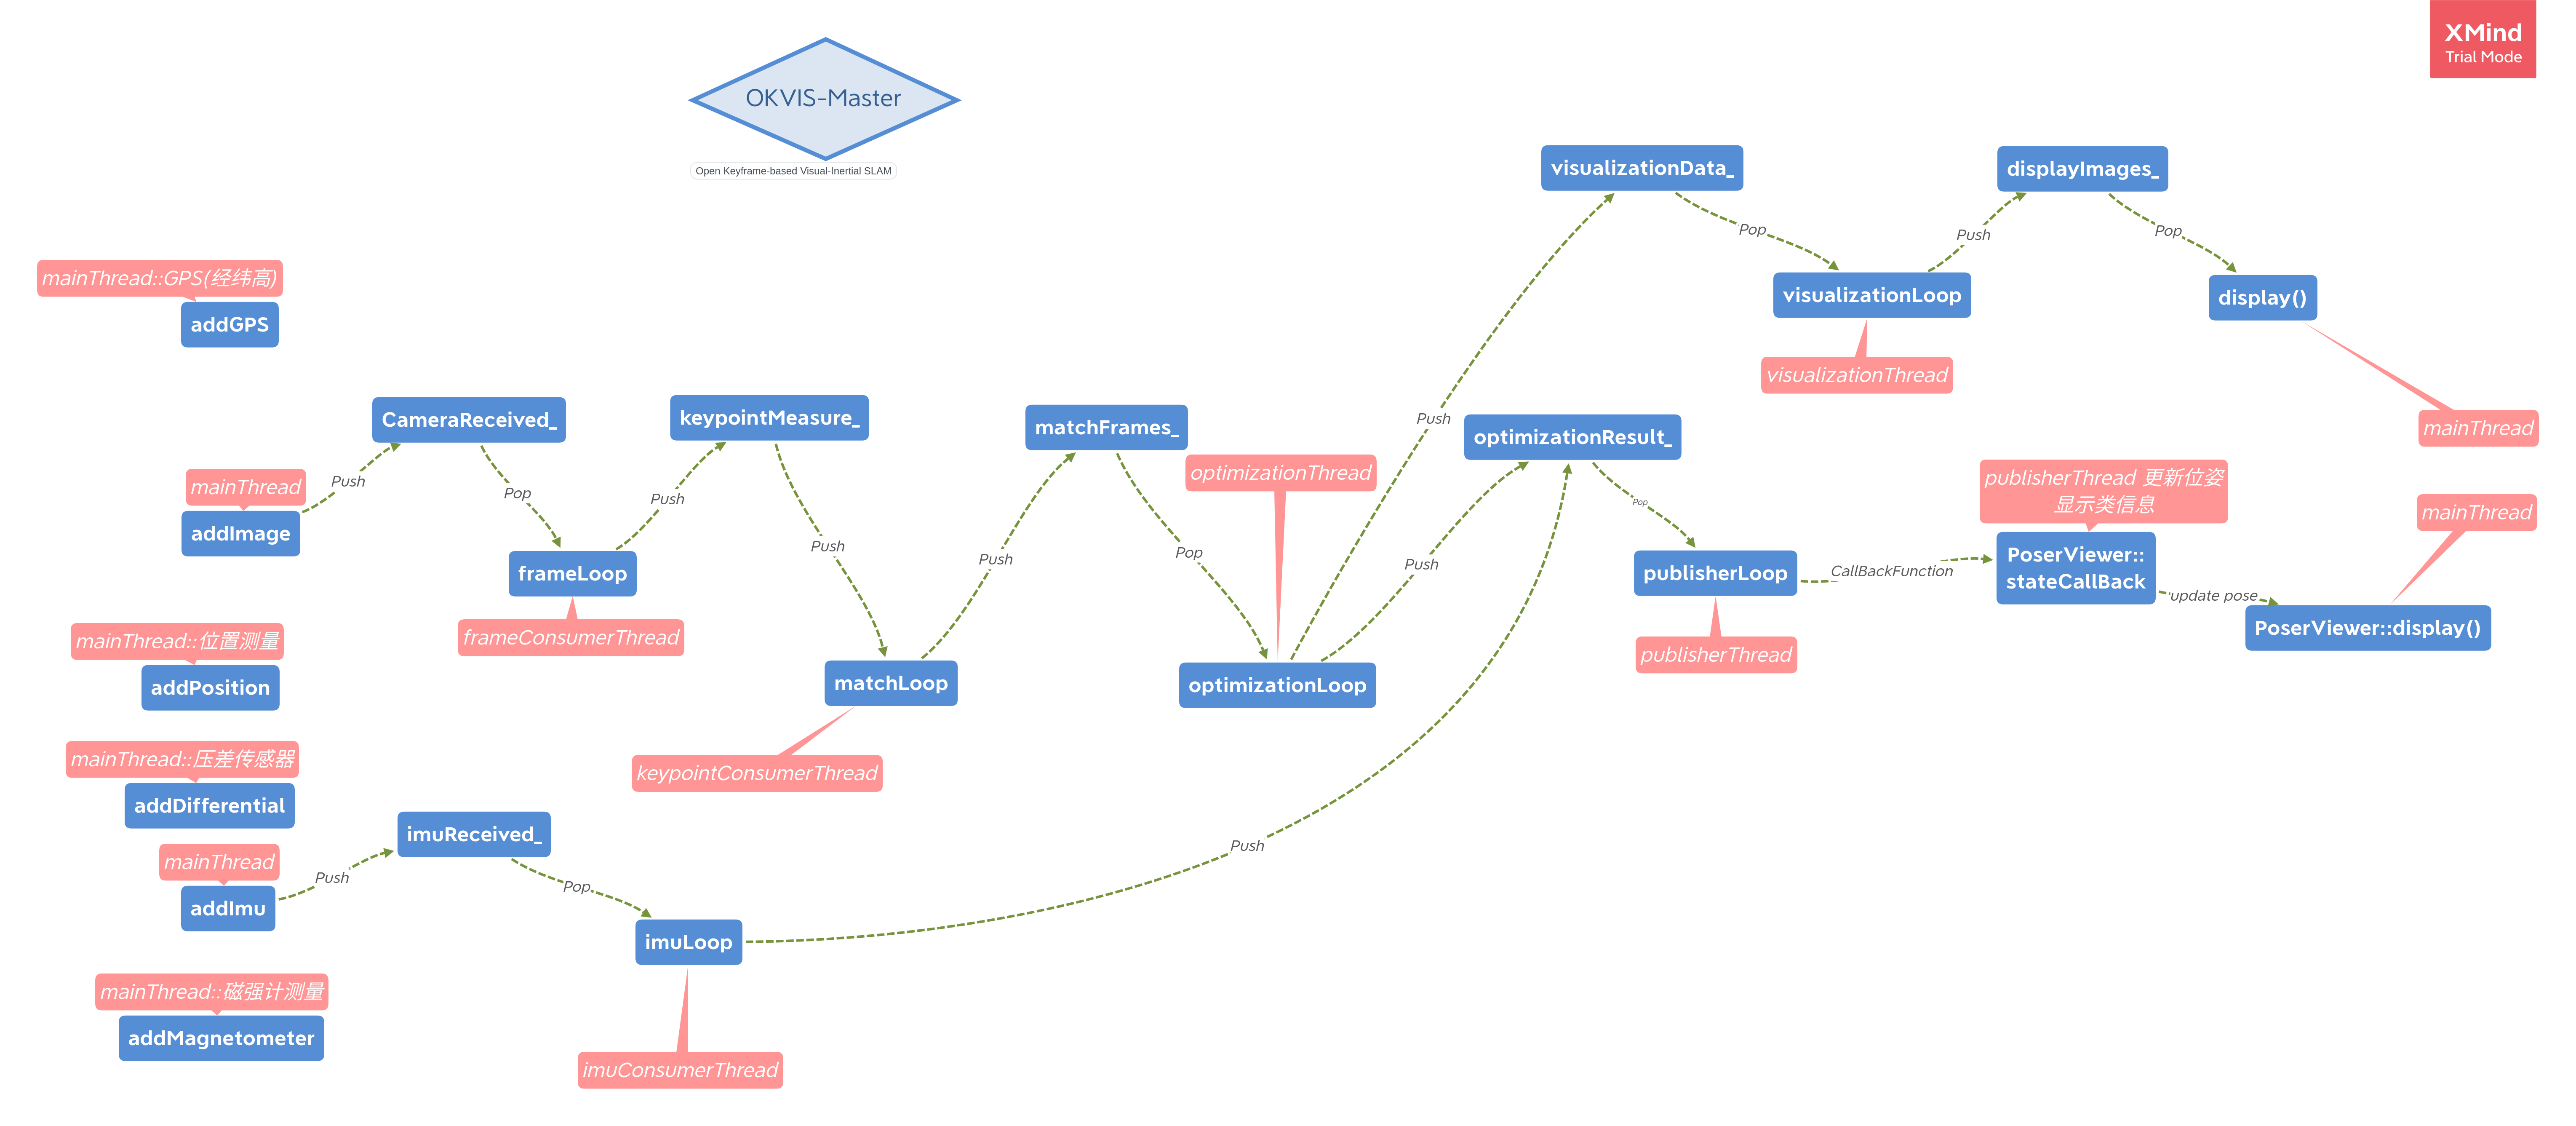 XMind
Trial Mode
OKVIS-Master
Open Keyframe-based Visual-Inertial SLAM
visualizationData_
displayImages_
Pop
Push
Pop
mainThread::GPS(经纬高)
addGPS
visualizationLoop
display()
visualizationThread
CameraReceived_
keypointMeasure_
matchFrames_
Push
optimizationResult_
mainThread
mainThread
Push
Pop
Push
optimizationThread
Pop
publisherThread 更新位姿
显示类信息
mainThread
addImage
Push
Push
Pop
Push
frameLoop
publisherLoop
CallBackFunction
PoserViewer::
stateCallBack
update pose
PoserViewer::display()
frameConsumerThread
publisherThread
mainThread::位置测量
addPosition
matchLoop
optimizationLoop
mainThread::压差传感器
addDifferential
keypointConsumerThread
imuReceived_
Push
mainThread
Push
Pop
addImu
imuLoop
mainThread::磁强计测量
addMagnetometer
imuConsumerThread